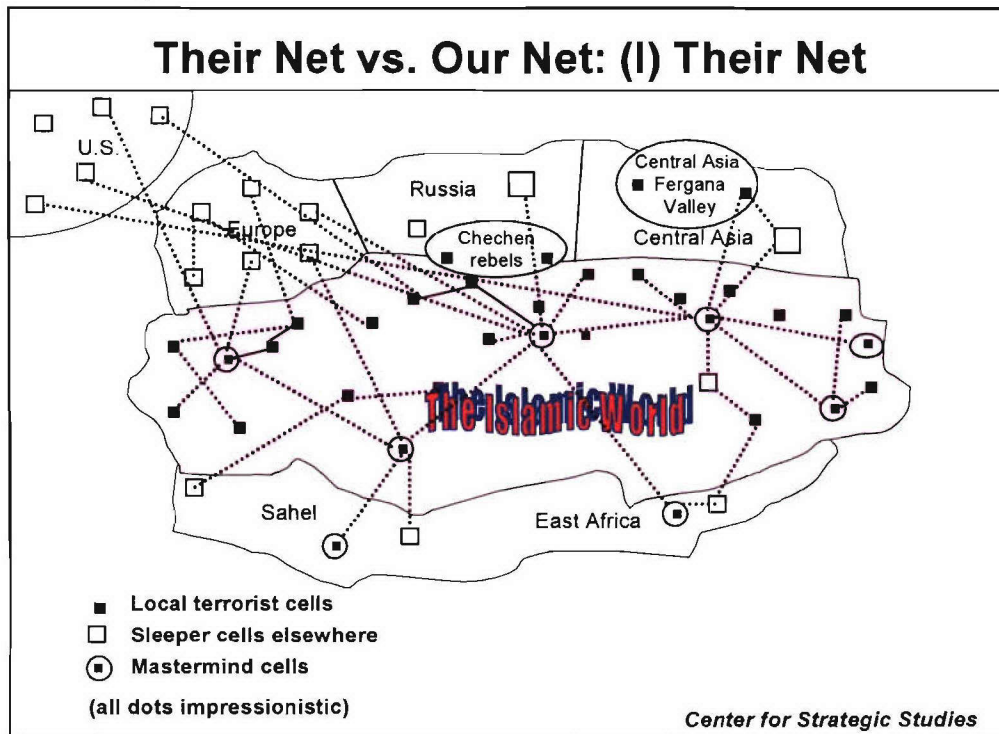 Their Net vs. Our Net: (I) Their Net
U.S.
Europe
Russia
Chechen
rebels
Central Asia
Fergana
Valley
Central Asia
The Islamic World
Sahel
East Africa
Local terrorist cells
Sleeper cells elsewhere
Mastermind cells
(all dots impressionistic)
Center for Strategic Studies